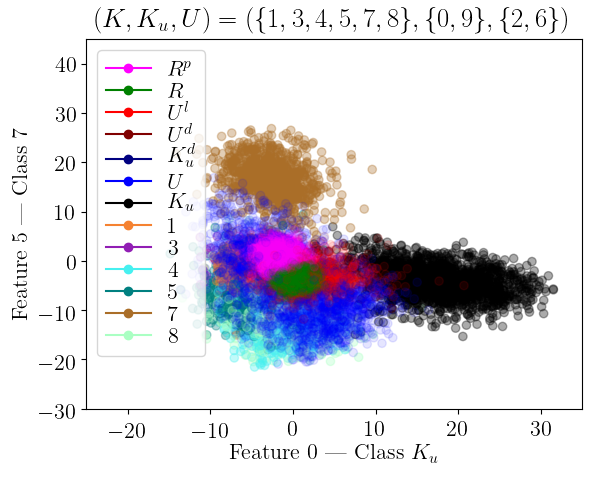 (K, K_u, U) = ({1, 3, 4, 5, 7, 8}, {0, 9}, {2, 6})
Feature 5 — Class 7
40
30
20
10
0
−10
−20
−30
R^p
R
U^l
U^d
K_u^d
U
K_u
1
3
4
5
7
8
−20 −10 0 10 20 30
Feature 0 — Class K_u